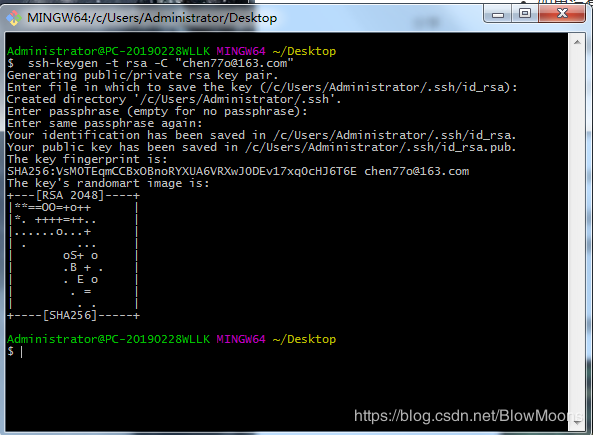 MINGW64:/c/Users/Administrator/Desktop
Administrator@PC-20190228WLLK MINGW64 ~/Desktop
$  ssh-keygen -t rsa -C "chen77o@163.com"
Generating public/private rsa key pair.
Enter file in which to save the key (/c/Users/Administrator/.ssh/id_rsa):
Created directory '/c/Users/Administrator/.ssh'.
Enter passphrase (empty for no passphrase):
Enter same passphrase again:
Your identification has been saved in /c/Users/Administrator/.ssh/id_rsa.
Your public key has been saved in /c/Users/Administrator/.ssh/id_rsa.pub.
The key fingerprint is:
SHA256:VsMOTEqmCCBxOBnoRYXUA6VRXwJODEv17xqOcHJ6T6E chen77o@163.com
The key's randomart image is:
+---[RSA 2048]----+
|**==OO=+o++      |
|*. ++++=++..     |
|......o...+      |
| .       ...     |
|       oS+ o     |
|       .B + .    |
|       . E o     |
|        . =      |
|         . .     |
+----[SHA256]-----+
Administrator@PC-20190228WLLK MINGW64 ~/Desktop
$
https://blog.csdn.net/BlowMoons